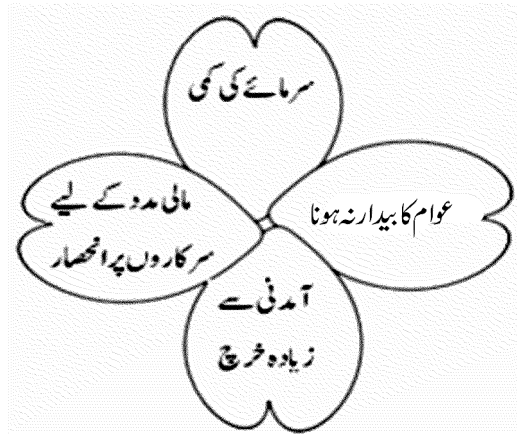 سرمائے کی کمی
عوام کا بیدار نہ ہونا
مالی مدد کے لیے
سرکاروں پر انحصار
آمدنی سے
زیادہ خرچ